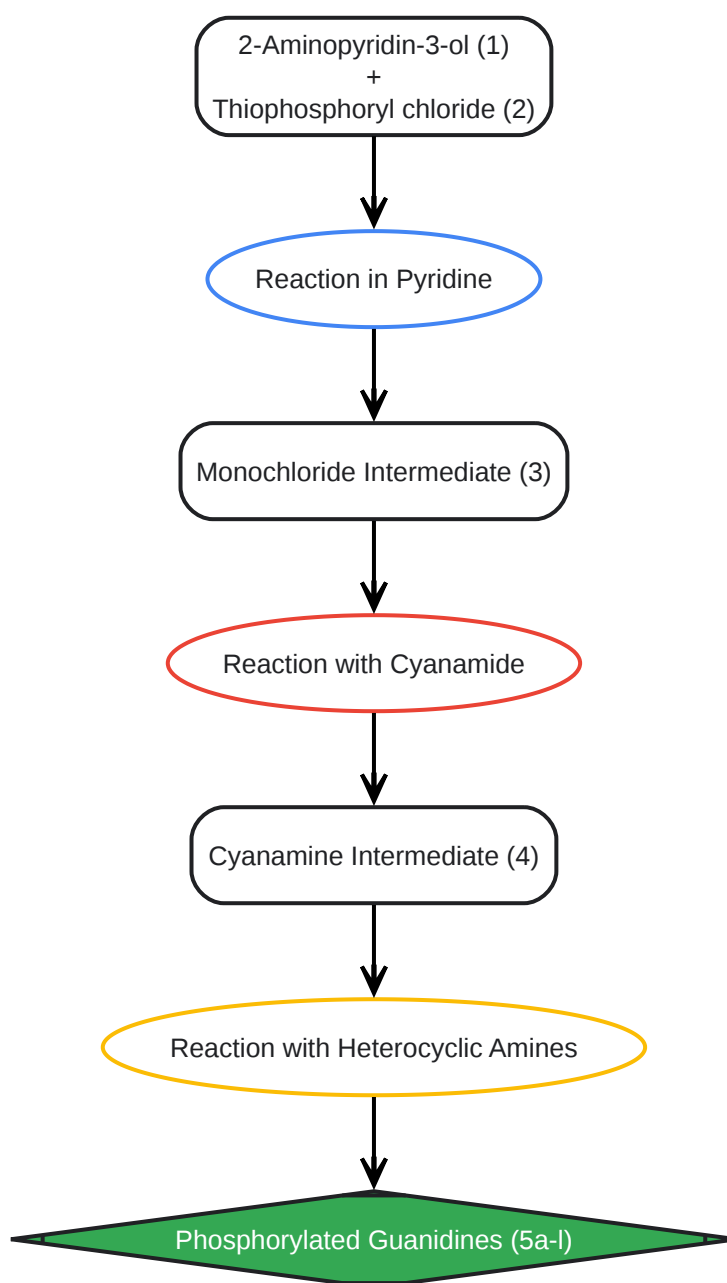 2-Aminopyridin-3-ol (1)
+
Thiophosphoryl chloride (2)
Reaction in Pyridine
Monochloride Intermediate (3)
Reaction with Cyanamide
Cyanamine Intermediate (4)
Reaction with Heterocyclic Amines
Phosphorylated Guanidines (5a-l)